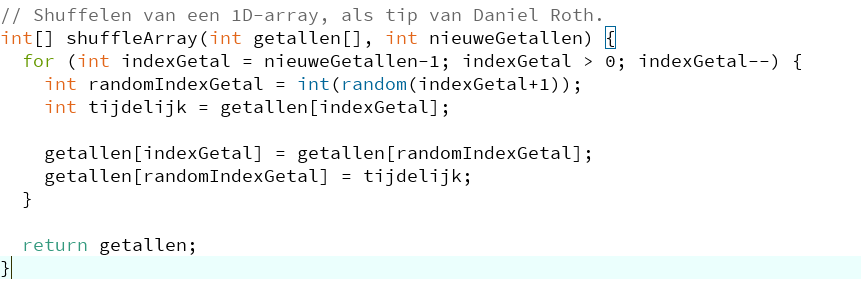 // Shuffelen van een 1D-array, als tip van Daniel Roth.
int[] shuffleArray(int getallen[], int nieuweGetallen) {
  for (int indexGetal = nieuweGetallen-1; indexGetal > 0; indexGetal--) {
    int randomIndexGetal = int(random(indexGetal+1));
    int tijdelijk = getallen[indexGetal];

    getallen[indexGetal] = getallen[randomIndexGetal];
    getallen[randomIndexGetal] = tijdelijk;
  }

  return getallen;
}